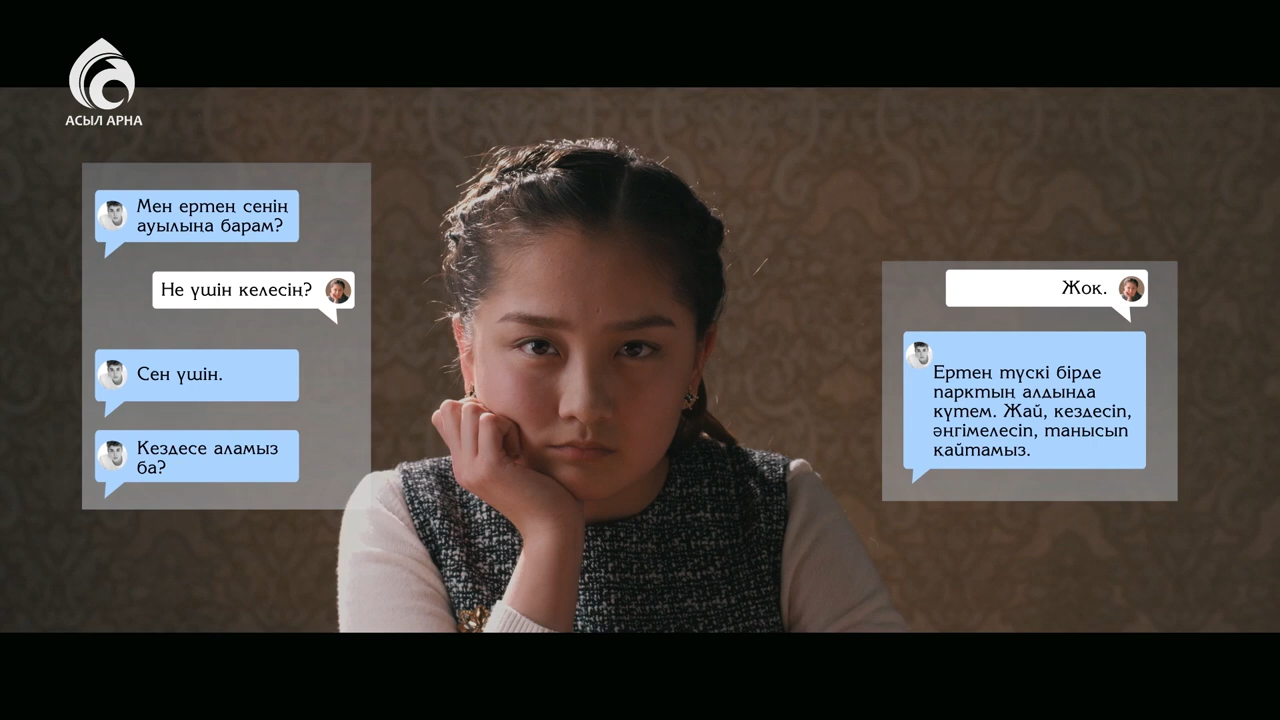 АСЫЛ АРНА
Мен ертең сенің
ауылыңа барам?
Не үшін келесің?
Сен үшін.
Кездесе аламыз
ба?
Жоқ.
Ертең түскі бірде
парктың алдында
күтем. Жай, кездесіп,
әңгімелесіп, танысып
қайтамыз.